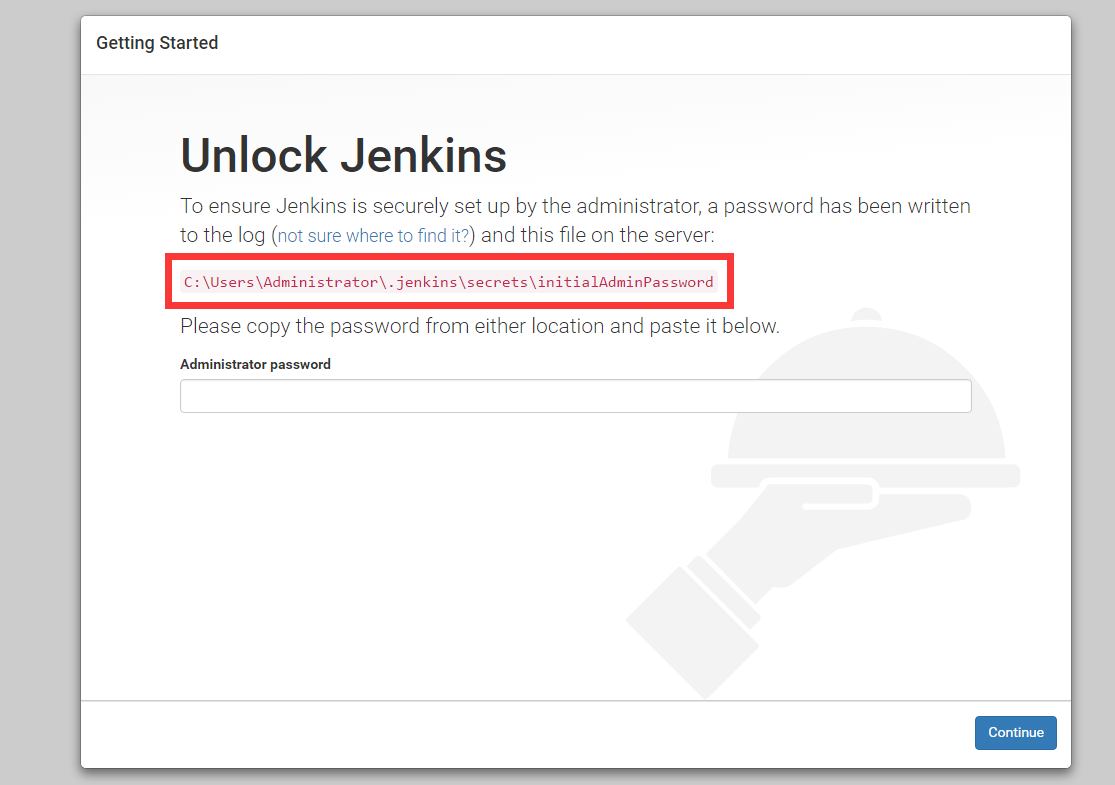 Getting Started
Unlock Jenkins
To ensure Jenkins is securely set up by the administrator, a password has been written
to the log (not sure where to find it?) and this file on the server:
C:\Users\Administrator\.jenkins\secrets\initialAdminPassword
Please copy the password from either location and paste it below.
Administrator password
Continue